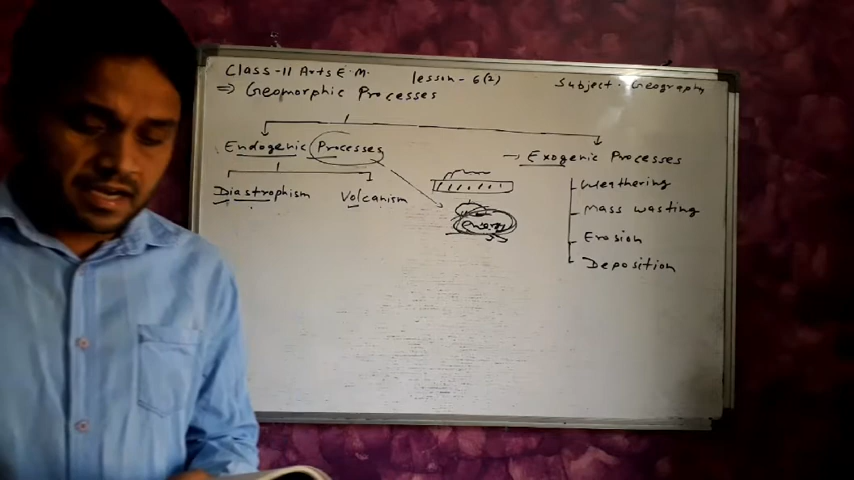 Class-11 Arts E.M. lesson-6(2) Subject. Geography
⇒ Geomorphic Processes
Endogenic Processes → Exogenic Processes
Diastrophism Volcanism
energy
Weathering
Mass wasting
Erosion
Deposition